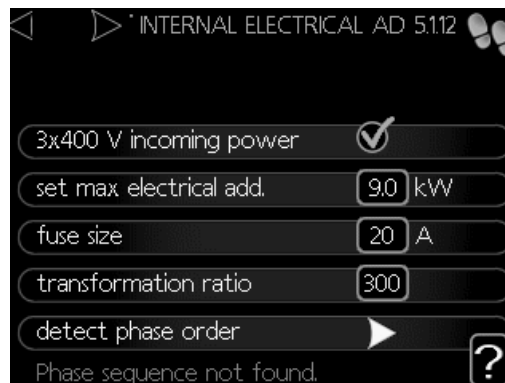 INTERNAL ELECTRICAL AD 5.1.12
3x400 V incoming power
set max electrical add. 9.0 kW
fuse size 20 A
transformation ratio 300
detect phase order
Phase sequence not found.
?